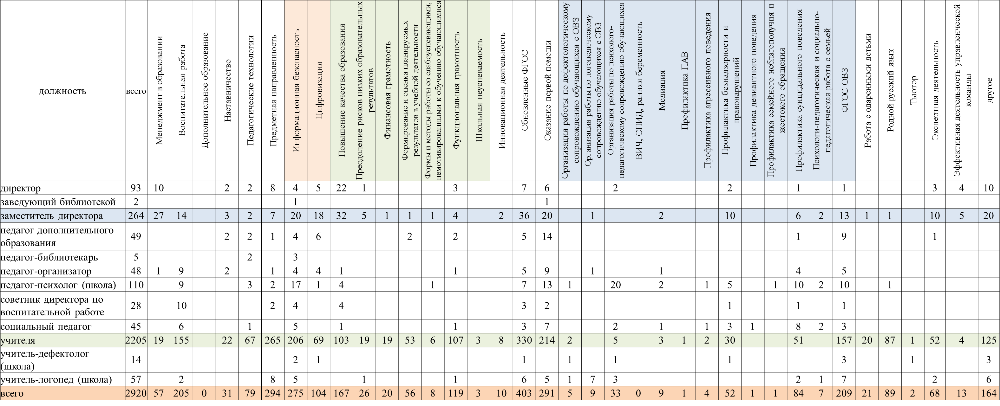 должность
всего
Менеджмент в образовании
Воспитательная работа
Дополнительное образование
Наставничество
Педагогические технологии
Предметная направленность
Информационная безопасность
Цифровизация
Повышение качества образования
Преодоление рисков низких образовательных
результатов
Финансовая грамотность
Формирование и оценка планируемых
результатов в учебной деятельности
Формы и методы работы со слабоуспевающими,
немотивированными к обучению обучающимися
Функциональная грамотность
Школьная неуспеваемость
Инновационная деятельность
Обновленные ФГОС
Оказание первой помощи
Организация работы по дефектологическому
сопровождению обучающихся с ОВЗ
Организация работы по логопедическому
сопровождению обучающихся с ОВЗ
Организация работы по психолого-
педагогическому сопровождению обучающихся
ВИЧ, СПИД, ранняя беременность
Медиация
Профилактика ПАВ
Профилактика агрессивного поведения
Профилактика безнадзорности и
правонарушений
Профилактика девиантного поведения
Профилактика семейного неблагополучия и
жестокого обращения
Профилактика суицидального поведения
Психологи-педагогическая и социально-
педагогическая работа с семьей
ФГОС ОВЗ
Работа с одаренными детьми
Родной русский язык
Тьютор
Экспертная деятельность
Эффективная деятельность управленческой
команды
другое
директор 93 10 2 2 8 4 5 22 1 3 7 6 2 2 1 1 3 4 10
заведующий библиотекой 2 1 1
заместитель директора 264 27 14 3 2 7 20 18 32 5 1 1 1 4 2 36 20 1 2 10 6 2 13 1 1 10 5 20
педагог дополнительного
образования 49 2 2 1 4 6 2 2 5 14 1 9 1
педагог-библиотекарь 5 2 3
педагог-организатор 48 1 9 2 1 4 4 1 1 5 9 1 1 4 5
педагог-психолог (школа) 110 9 3 2 17 1 4 1 7 13 1 20 2 1 5 1 10 2 10 1
советник директора по
воспитательной работе 28 10 2 4 4 3 2 1 1 1
социальный педагог 45 6 1 5 1 1 3 7 2 1 1 3 1 8 2 3
учителя 2205 19 155 22 67 265 206 69 103 19 19 53 6 107 3 8 330 214 2 5 3 1 2 30 51 157 20 87 1 52 4 125
учитель-дефектолог
(школа) 14 2 1 1 1 1 1 3 1 3
учитель-логопед (школа) 57 2 8 5 1 1 6 5 1 7 3 2 1 7 2 6
всего 2920 57 205 0 31 79 294 275 104 167 26 20 56 8 119 3 10 403 291 5 9 33 0 9 1 4 52 1 1 84 7 209 21 89 2 68 13 164